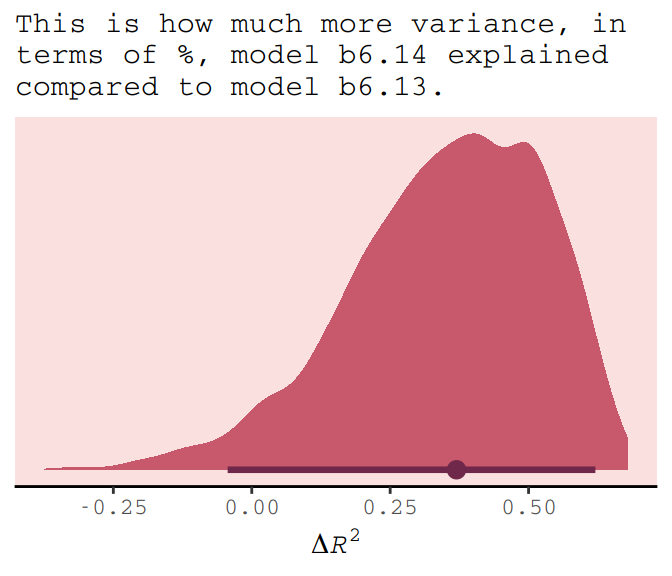 This is how much more variance, in
terms of %, model b6.14 explained
compared to model b6.13.
-0.25 0.00 0.25 0.50
ΔR²